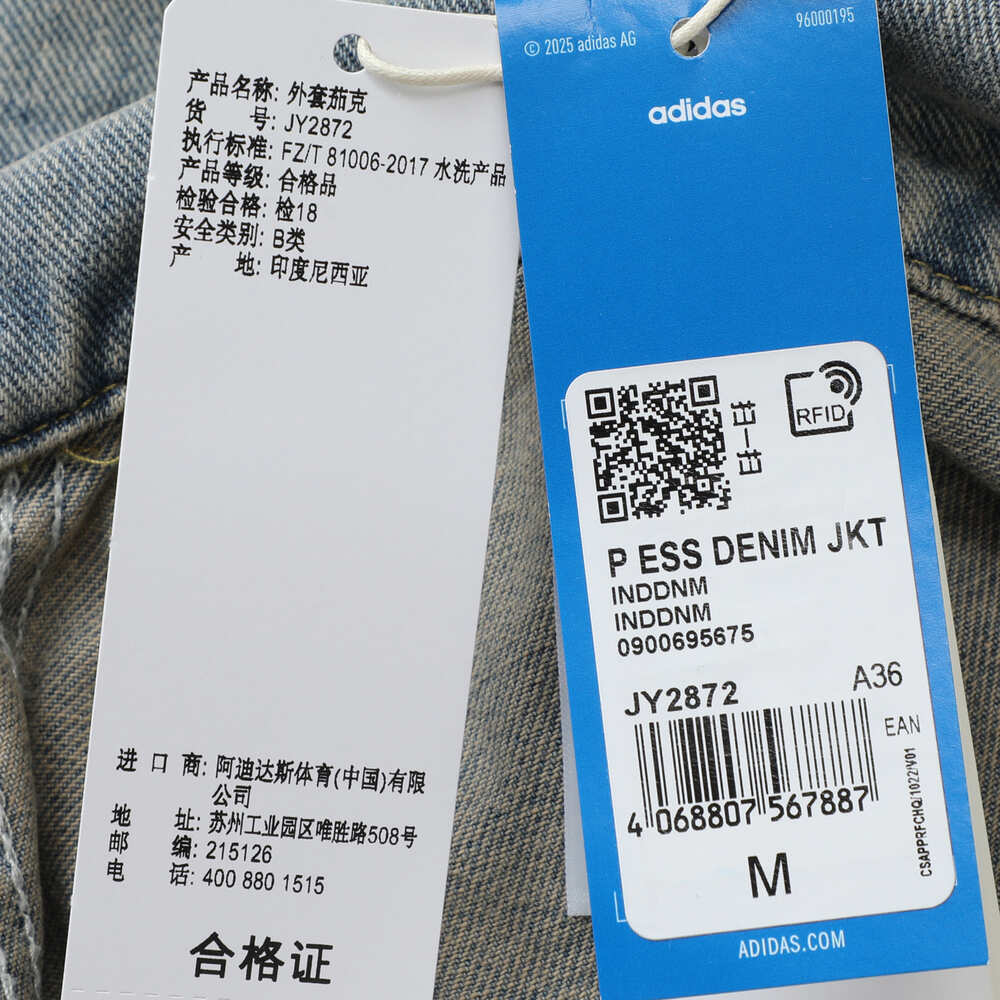 产品名称: 外套茄克
货 号: JY2872
执行标准: FZ/T 81006-2017 水洗产品
产品等级: 合格品
检验合格: 检18
安全类别: B类
产 地: 印度尼西亚
进 口 商: 阿迪达斯体育(中国)有限
公司
地 址: 苏州工业园区唯胜路508号
邮 编: 215126
电 话: 400 880 1515
合格证
96000195
© 2025 adidas AG
adidas
扫一扫
RFID
P ESS DENIM JKT
INDDNM
INDDNM
0900695675
JY2872
A36
EAN
4 068807 567887
CSAPPRFCHQ/1022/V01
M
ADIDAS.COM